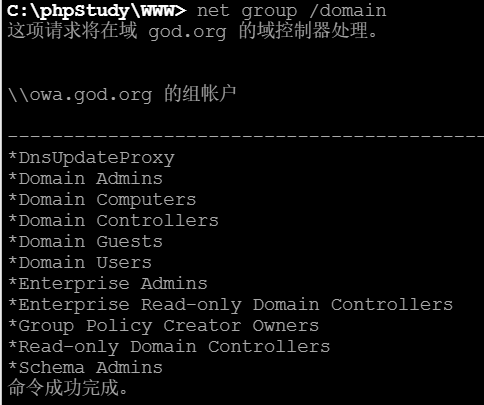 C:\phpStudy\WWW> net group /domain
这项请求将在域 god.org 的域控制器处理。
\\owa.god.org 的组帐户
-----------------------------------------------
*DnsUpdateProxy
*Domain Admins
*Domain Computers
*Domain Controllers
*Domain Guests
*Domain Users
*Enterprise Admins
*Enterprise Read-only Domain Controllers
*Group Policy Creator Owners
*Read-only Domain Controllers
*Schema Admins
命令成功完成。